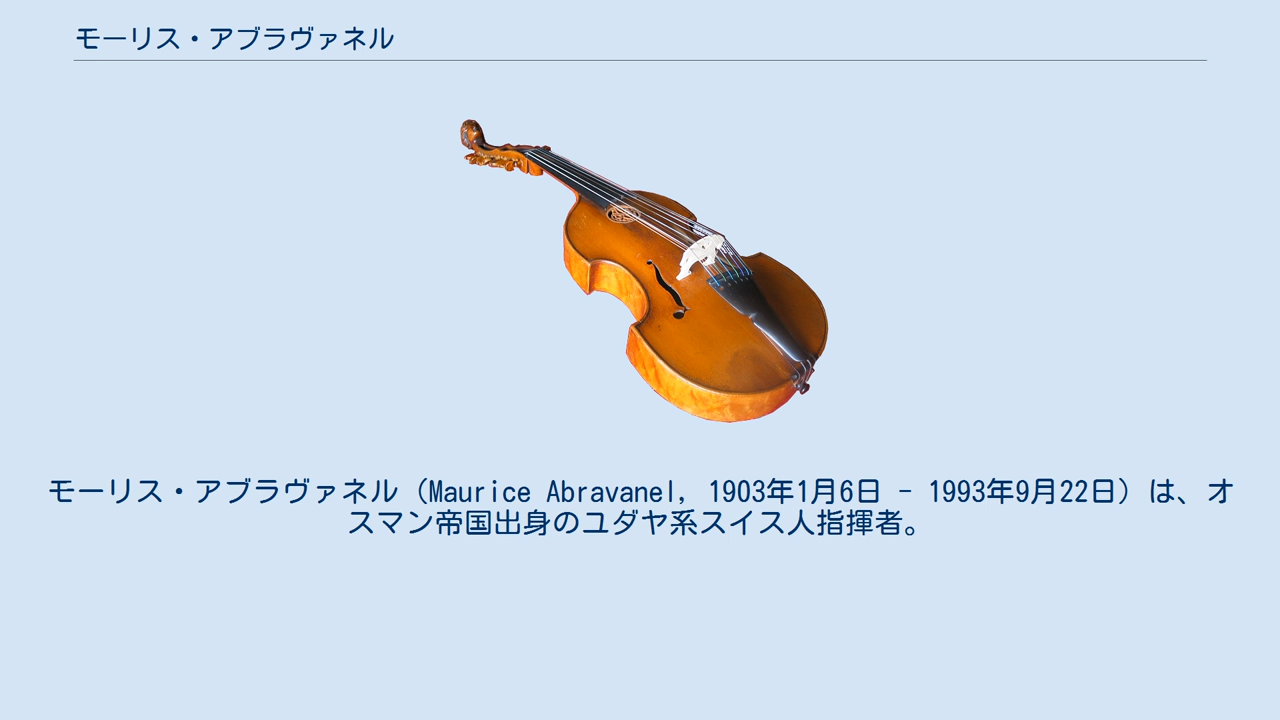 モーリス・アブラヴァネル
モーリス・アブラヴァネル（Maurice Abravanel, 1903年1月6日 - 1993年9月22日）は、オ
スマン帝国出身のユダヤ系スイス人指揮者。